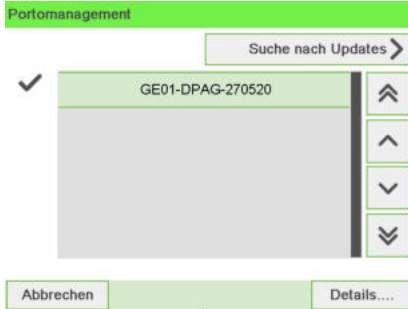 Portomanagement
Suche nach Updates
GE01-DPAG-270520
Abbrechen
Details....